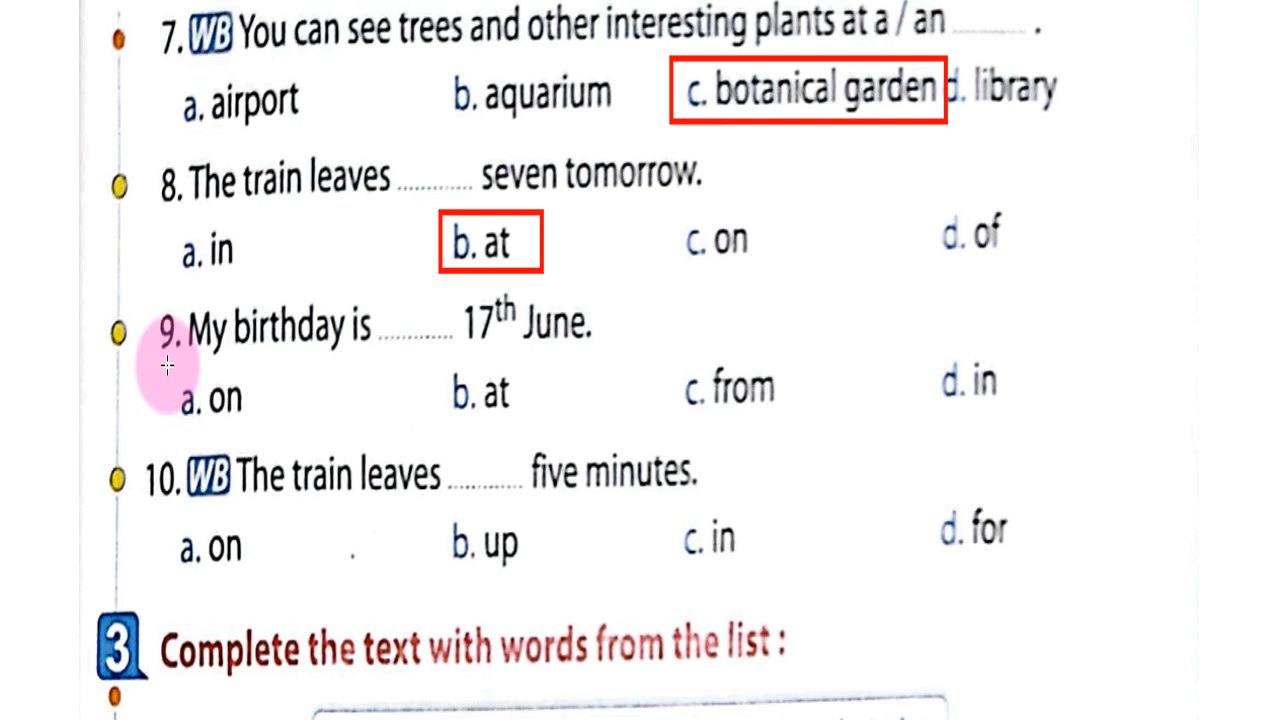 7. WB You can see trees and other interesting plants at a / an ............ .
a. airport b. aquarium c. botanical garden d. library
8. The train leaves ............ seven tomorrow.
a. in b. at c. on d. of
9. My birthday is ............ 17th June.
a. on b. at c. from d. in
10. WB The train leaves ............ five minutes.
a. on b. up c. in d. for
3 Complete the text with words from the list :